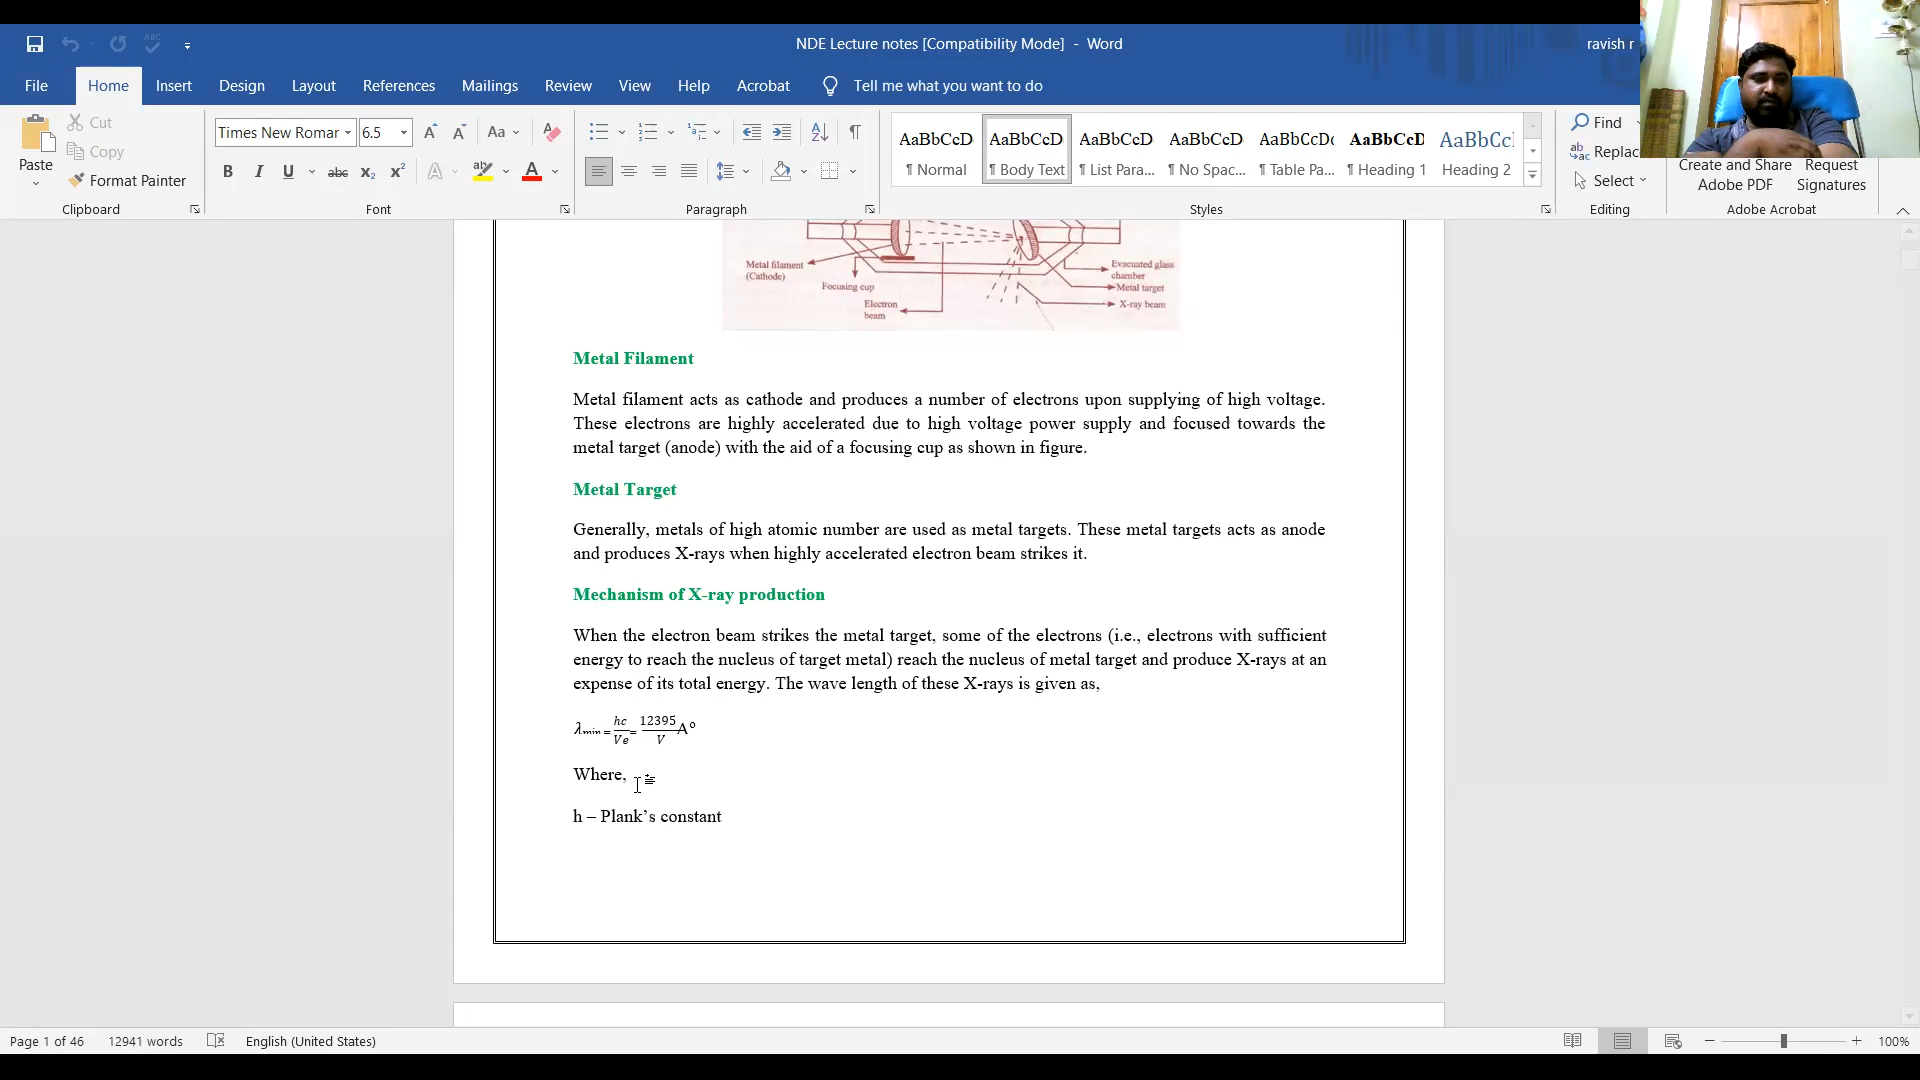 NDE Lecture notes [Compatibility Mode] - Word
ravish r
File Home Insert Design Layout References Mailings Review View Help Acrobat Tell me what you want to do
Paste
Cut
Copy
Format Painter
Clipboard
Times New Roman 6.5
Font
Paragraph
AaBbCcD AaBbCcD AaBbCcD AaBbCcD AaBbCcDc AaBbCcD AaBbCcI
¶ Normal ¶ Body Text ¶ List Para... ¶ No Spac... ¶ Table Pa... ¶ Heading 1 Heading 2
Styles
Find
Replac
Select
Editing
Create and Share
Adobe PDF
Request
Signatures
Adobe Acrobat
Metal filament
(Cathode)
Focusing cup
Electron
beam
Evacuated glass
chamber
Metal target
X-ray beam
Metal Filament
Metal filament acts as cathode and produces a number of electrons upon supplying of high voltage.
These electrons are highly accelerated due to high voltage power supply and focused towards the
metal target (anode) with the aid of a focusing cup as shown in figure.
Metal Target
Generally, metals of high atomic number are used as metal targets. These metal targets acts as anode
and produces X-rays when highly accelerated electron beam strikes it.
Mechanism of X-ray production
When the electron beam strikes the metal target, some of the electrons (i.e., electrons with sufficient
energy to reach the nucleus of target metal) reach the nucleus of metal target and produce X-rays at an
expense of its total energy. The wave length of these X-rays is given as,
λmin = hc/Ve = 12395/V A°
Where,
h – Plank’s constant
Page 1 of 46 12941 words English (United States) 100%